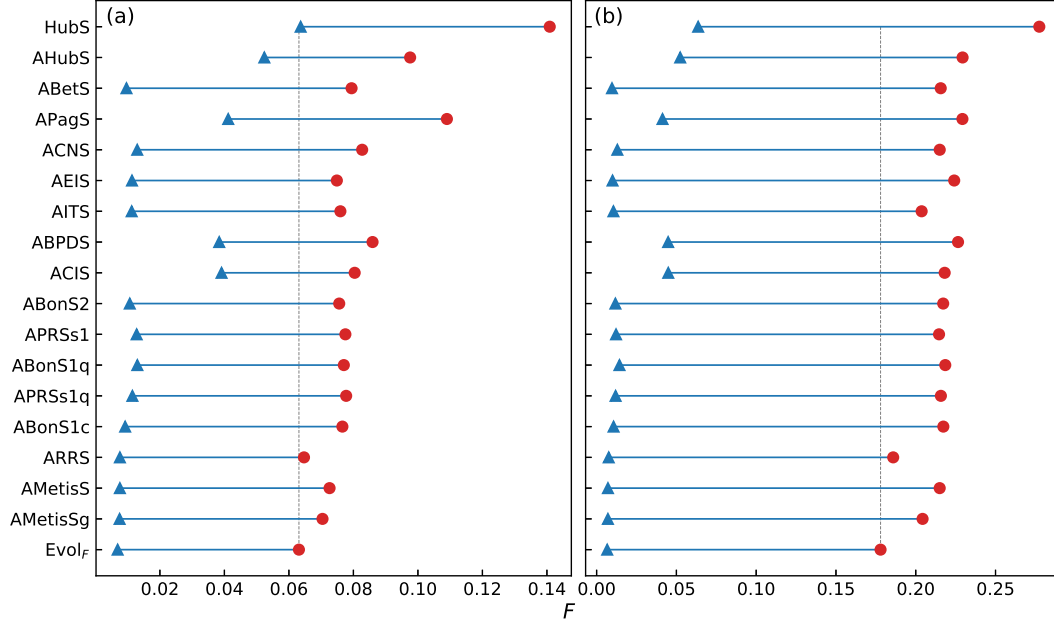 (a)
(b)
HubS
AHubS
ABetS
APagS
ACNS
AEIS
AITS
ABPDS
ACIS
ABonS2
APRSs1
ABonS1q
APRSs1q
ABonS1c
ARRS
AMetisS
AMetisSg
Evol_F
0.02 0.04 0.06 0.08 0.10 0.12 0.14
0.00 0.05 0.10 0.15 0.20 0.25
F